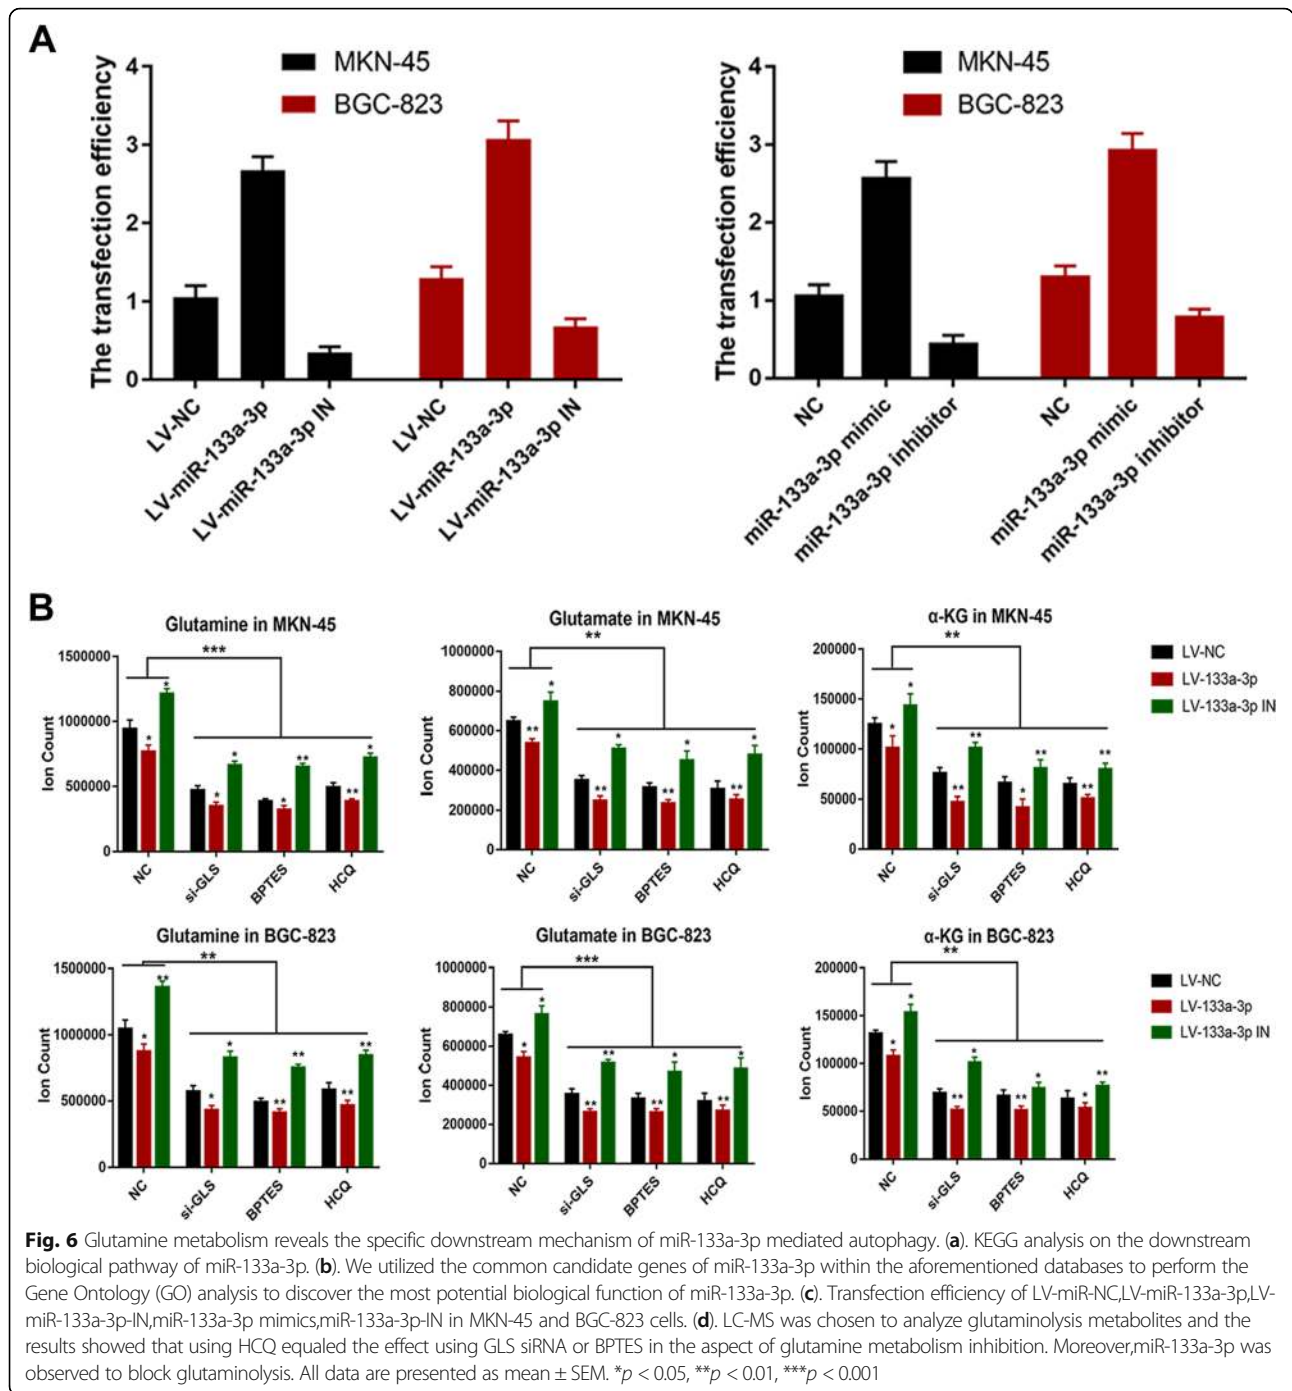 A
The transfection efficiency
4
3
2
1
0
MKN-45
BGC-823
LV-NC
LV-miR-133a-3p
LV-miR-133a-3p IN
LV-NC
LV-miR-133a-3p
LV-miR-133a-3p IN
The transfection efficiency
4
3
2
1
0
MKN-45
BGC-823
NC
miR-133a-3p mimic
miR-133a-3p inhibitor
NC
miR-133a-3p mimic
miR-133a-3p inhibitor
B
Glutamine in MKN-45
Ion Count
1500000
1000000
500000
0
***
* *
* *
* **
** *
NC
si-GLS
BPTES
HCQ
Glutamate in MKN-45
Ion Count
1000000
800000
600000
400000
200000
0
**
** *
** *
** *
** *
NC
si-GLS
BPTES
HCQ
α-KG in MKN-45
200000
150000
100000
50000
0
**
* *
** **
* **
** **
NC
si-GLS
BPTES
HCQ
LV-NC
LV-133a-3p
LV-133a-3p IN
Glutamine in BGC-823
Ion Count
1500000
1000000
500000
0
**
* **
* *
** **
** **
NC
si-GLS
BPTES
HCQ
Glutamate in BGC-823
Ion Count
1000000
800000
600000
400000
200000
0
***
* *
** **
** *
** *
NC
si-GLS
BPTES
HCQ
α-KG in BGC-823
Ion Count
200000
150000
100000
50000
0
**
* *
** *
** *
* **
NC
si-GLS
BPTES
HCQ
LV-NC
LV-133a-3p
LV-133a-3p IN
Fig. 6 Glutamine metabolism reveals the specific downstream mechanism of miR-133a-3p mediated autophagy. (a). KEGG analysis on the downstream
biological pathway of miR-133a-3p. (b). We utilized the common candidate genes of miR-133a-3p within the aforementioned databases to perform the
Gene Ontology (GO) analysis to discover the most potential biological function of miR-133a-3p. (c). Transfection efficiency of LV-miR-NC,LV-miR-133a-3p,LV-
miR-133a-3p-IN,miR-133a-3p mimics,miR-133a-3p-IN in MKN-45 and BGC-823 cells. (d). LC-MS was chosen to analyze glutaminolysis metabolites and the
results showed that using HCQ equaled the effect using GLS siRNA or BPTES in the aspect of glutamine metabolism inhibition. Moreover,miR-133a-3p was
observed to block glutaminolysis. All data are presented as mean ± SEM. *p < 0.05, **p < 0.01, ***p < 0.001